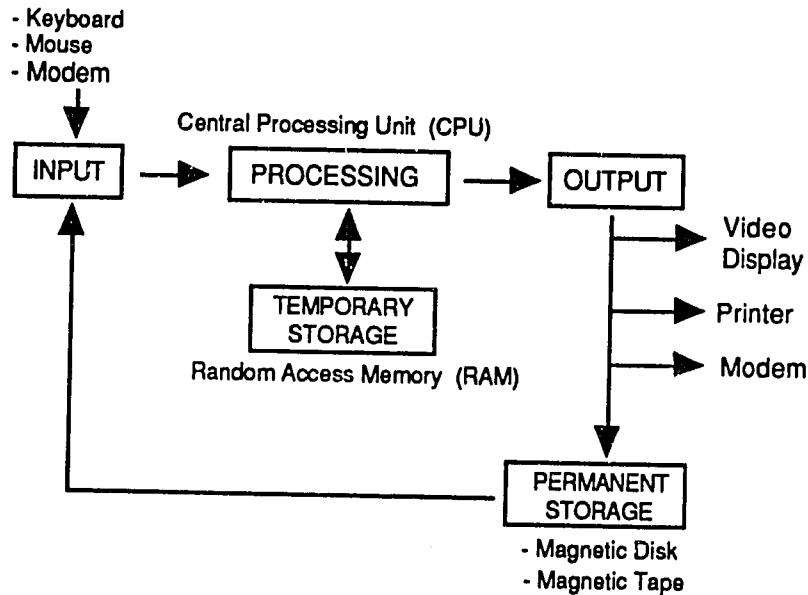 - Keyboard
- Mouse
- Modem
Central Processing Unit (CPU)
INPUT
PROCESSING
OUTPUT
Video
Display
TEMPORARY
STORAGE
Printer
Random Access Memory (RAM)
Modem
PERMANENT
STORAGE
- Magnetic Disk
- Magnetic Tape